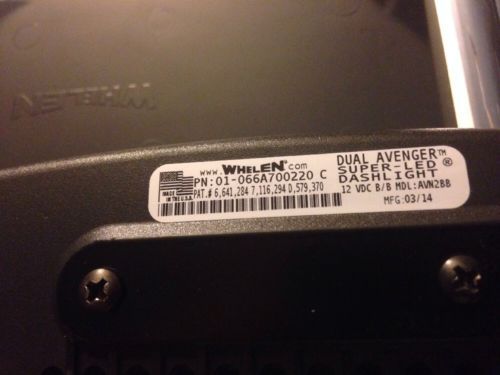 WHELEN
www.WHELEN®com
PN:01-066A700220 C
MADE IN THE U.S.A.
PAT.# 6,641,284 7,116,294 D,579,370
DUAL AVENGER™
SUPER-LED®
DASHLIGHT
12 VDC B/B MDL:AVN2BB
MFG:03/14